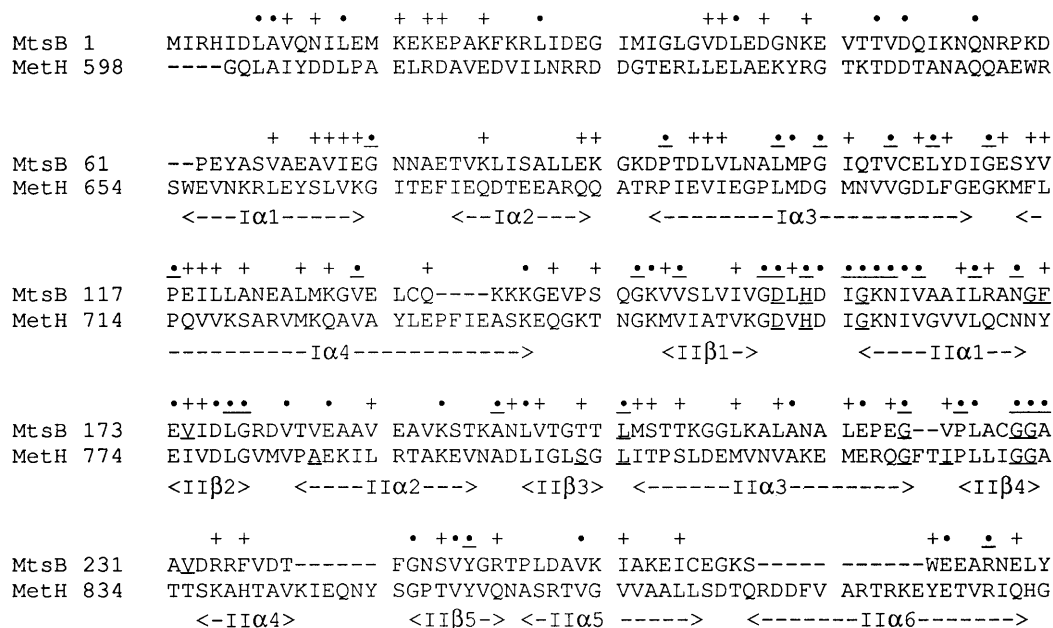 •• + + • + ++ + • ++• + + • • •
MtsB 1 MIRHIDLAVQNILEM KEKEPAKFKRLIDEG IMIGLGVDLEDGNKE VTTVDQIKNQNRPKD
MetH 598 ----GQLAIYDDLPA ELRDAVEDVILNRRD DGTERLLELAEKYRG TKTDDTANAQQAEWR
+ ++++• + ++ • +++ •• • + • • • + ++
MtsB 61 --PEYASVAEAVIEG NNAETVKLISALLEK GKDPTDLVLNALMPG IQTVCELYDIGESYV
MetH 654 SWEVNKRLEYSLVKG ITEFIEQDTEEARQQ ATRPIEVIEGPLMDG MNVVGDLFGEGKMFL
<---Iα1-----> <---Iα2----> <--------Iα3----------> <-
•+++ + + + • + • + + •• • + ••+• ••••• • +• •
MtsB 117 PEILLANEALMKGVE LCQ----KKKGEVPS QGKVVSLVIVGDLHD IGKNIVAAILRANGF
MetH 714 PQVVKSARVMKQAVA YLEPFIEASKEQGKT NGKMVIATVKGDVHD IGKNIVGVVLQCNNY
----------Iα4------------> <IIβ1-> <----IIα1--->
•++••• • • + • •+• •++ + + +• +• • •• •••
MtsB 173 EVIDLGRDVTVEAAV EAVKSTKANLVTGTT LMSTTKGGLKALANA LEPEG--VPLACGGA
MetH 774 EIVDLGVMVPAEKIL RTAKEVNADLIGLSG LITPSLDEMVNVAKE MERQGFTIPLLIGGA
<IIβ2> <----IIα2----> <IIβ3> <------IIα3---------> <IIβ4>
+ + • •• + • + + + • • +
MtsB 231 AVDRRFVDT------ FGNSVYGRTPLDAVK IAKEICEGKS----- ------WEEARNELY
MetH 834 TTSKAHTAVKIEQNY SGPTVYVQNASRTVG VVAALLSDTQRDDFV ARTRKEYETVRIQHG
<-IIα4> <IIβ5-> <--IIα5 -----> <-------IIα6------->